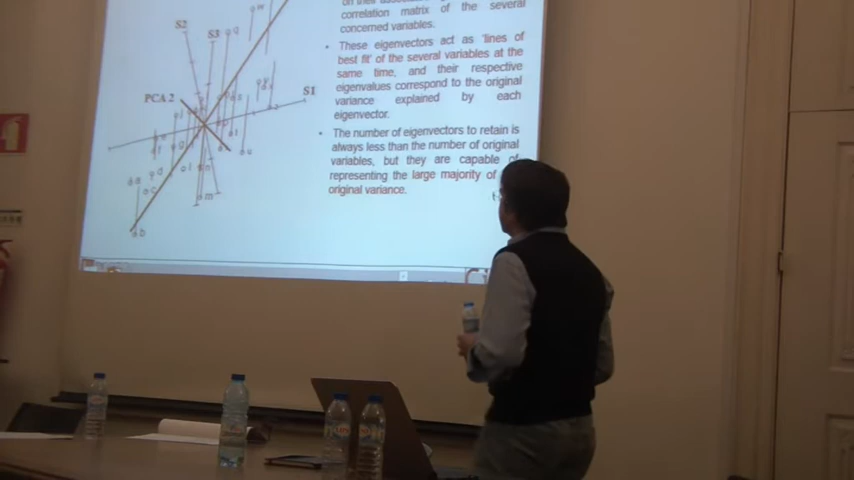 correlation matrix of the several
concerned variables.
• These eigenvectors act as 'lines of
best fit' of the several variables at the
same time, and their respective
eigenvalues correspond to the original
variance explained by each
eigenvector.
• The number of eigenvectors to retain is
always less than the number of original
variables, but they are capable of
representing the large majority of
original variance.
S2
S3
S1
PCA 2
w
q
m
b